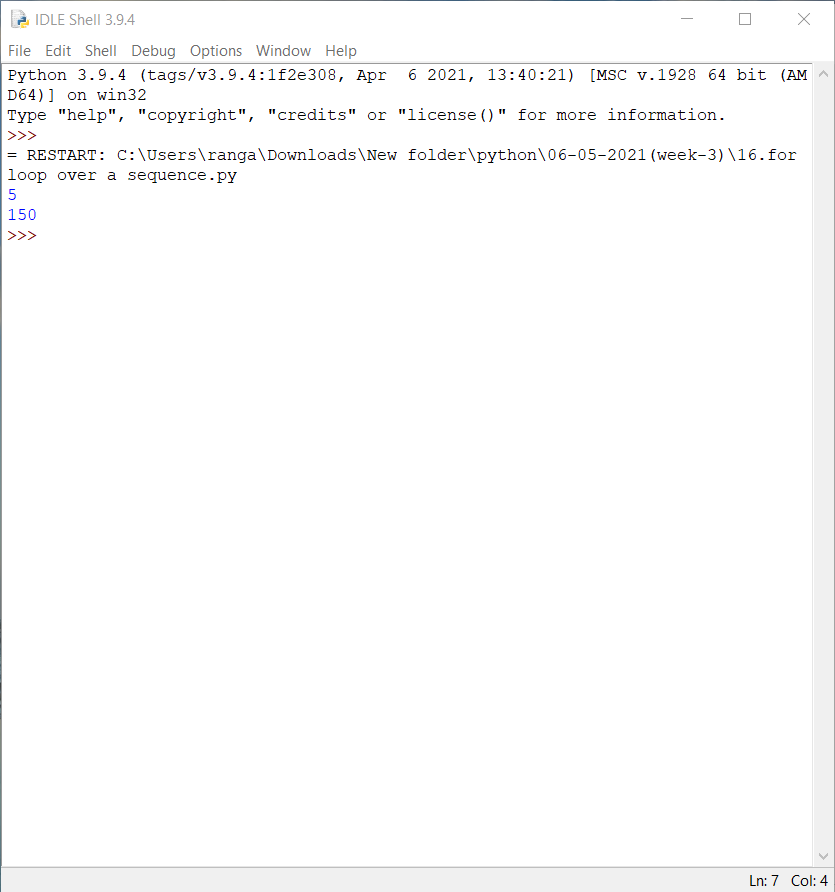 IDLE Shell 3.9.4
File Edit Shell Debug Options Window Help
Python 3.9.4 (tags/v3.9.4:1f2e308, Apr  6 2021, 13:40:21) [MSC v.1928 64 bit (AM
D64)] on win32
Type "help", "copyright", "credits" or "license()" for more information.
>>>
= RESTART: C:\Users\ranga\Downloads\New folder\python\06-05-2021(week-3)\16.for
loop over a sequence.py
5
150
>>>
Ln: 7 Col: 4